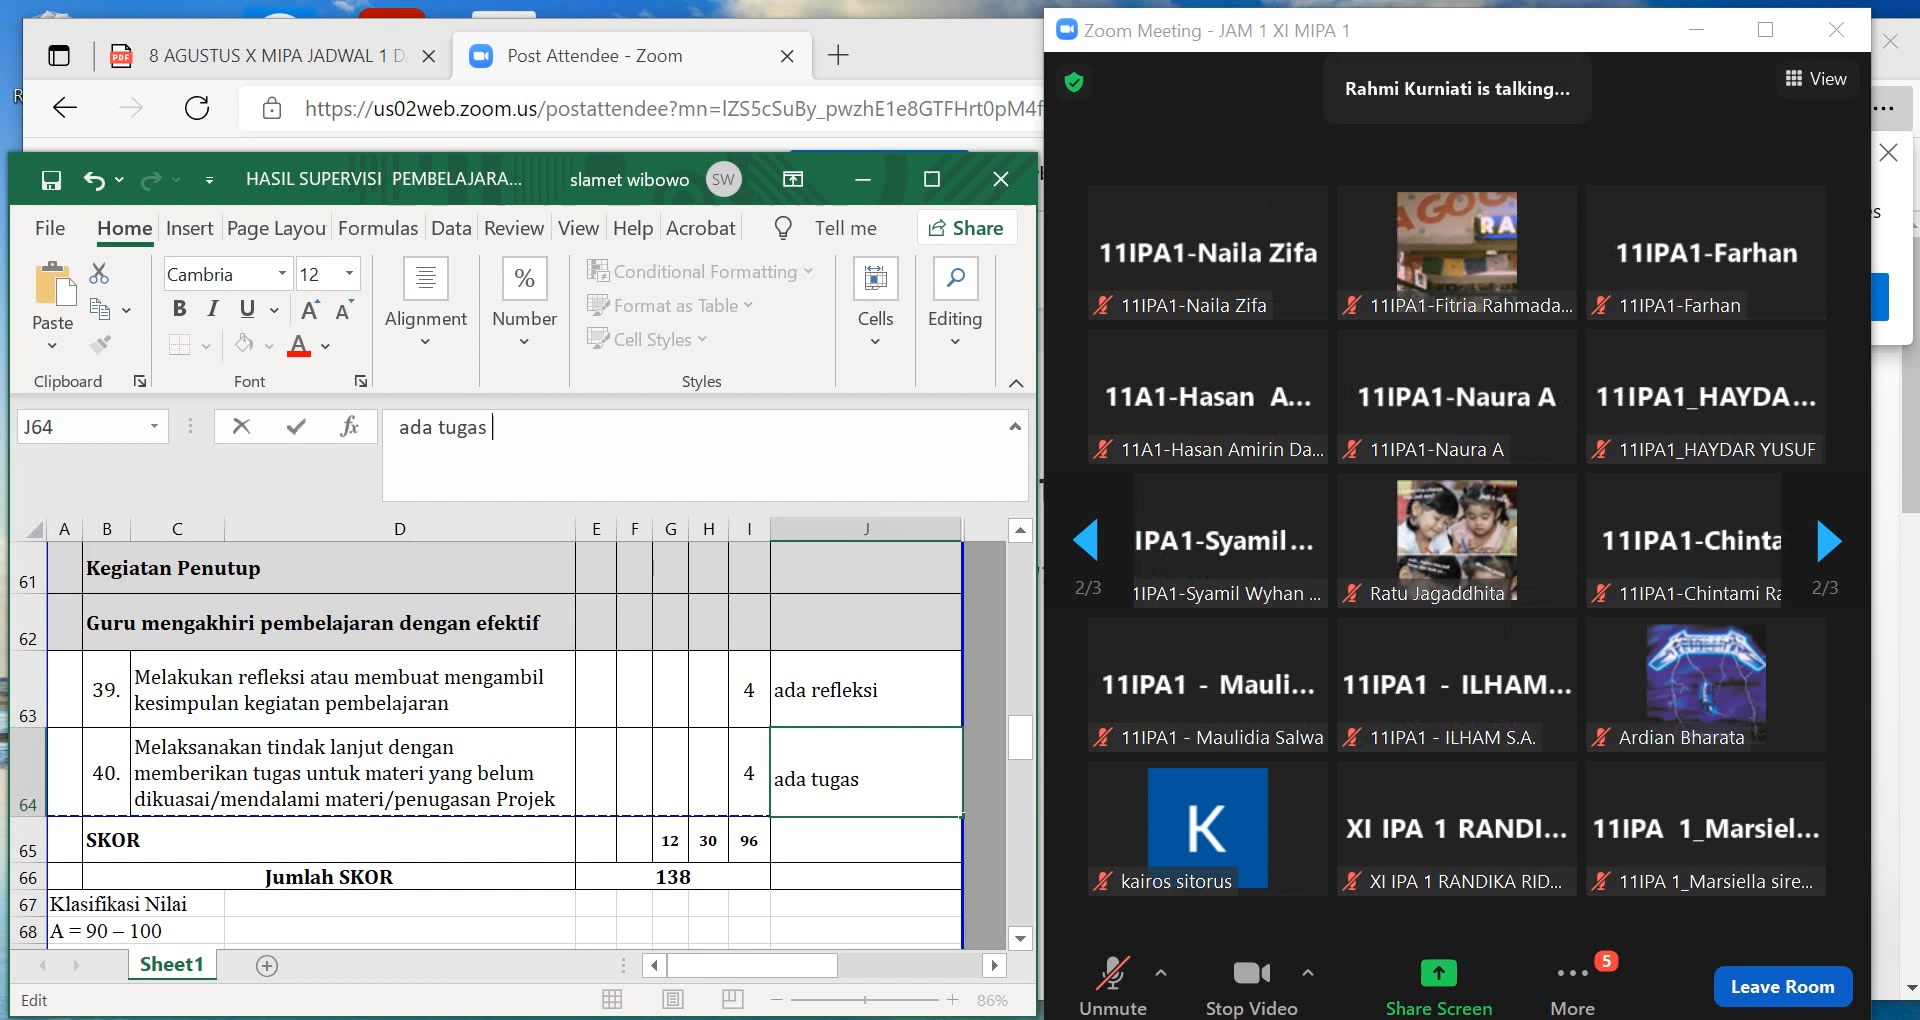 8 AGUSTUS X MIPA JADWAL 1 D
Post Attendee - Zoom
https://us02web.zoom.us/postattendee?mn=IZS5cSuBy_pwzhE1e8GTFHrt0pM4f
HASIL SUPERVISI PEMBELAJARA...
slamet wibowo
SW
File
Home
Insert
Page Layou
Formulas
Data
Review
View
Help
Acrobat
Tell me
Share
Paste
Cambria
12
B I U
A A
A
Alignment
%
Number
Conditional Formatting
Format as Table
Cell Styles
Cells
Editing
Clipboard
Font
Styles
J64
fx
ada tugas
A B C D E F G H I J
61 Kegiatan Penutup
62 Guru mengakhiri pembelajaran dengan efektif
63 39. Melakukan refleksi atau membuat mengambil
kesimpulan kegiatan pembelajaran
4 ada refleksi
64 40. Melaksanakan tindak lanjut dengan
memberikan tugas untuk materi yang belum
dikuasai/mendalami materi/penugasan Projek
4 ada tugas
65 SKOR 12 30 96
66 Jumlah SKOR 138
67 Klasifikasi Nilai
68 A = 90 – 100
Sheet1
Edit
86%
Zoom Meeting - JAM 1 XI MIPA 1
Rahmi Kurniati is talking...
View
11IPA1-Naila Zifa
11IPA1-Naila Zifa
RA
11IPA1-Fitria Rahmada...
11IPA1-Farhan
11IPA1-Farhan
11A1-Hasan A...
11A1-Hasan Amirin Da...
11IPA1-Naura A
11IPA1-Naura A
11IPA1_HAYDA...
11IPA1_HAYDAR YUSUF
2/3
IPA1-Syamil...
1IPA1-Syamil Wyhan ...
Ratu Jagaddhita
11IPA1-Chinta
11IPA1-Chintami Ra
2/3
11IPA1 - Mauli...
11IPA1 - Maulidia Salwa
11IPA1 - ILHAM...
11IPA1 - ILHAM S.A.
Ardian Bharata
K
kairos sitorus
XI IPA 1 RANDI...
XI IPA 1 RANDIKA RID...
11IPA 1_Marsiel...
11IPA 1_Marsiella sire...
Unmute
Stop Video
Share Screen
More
5
Leave Room